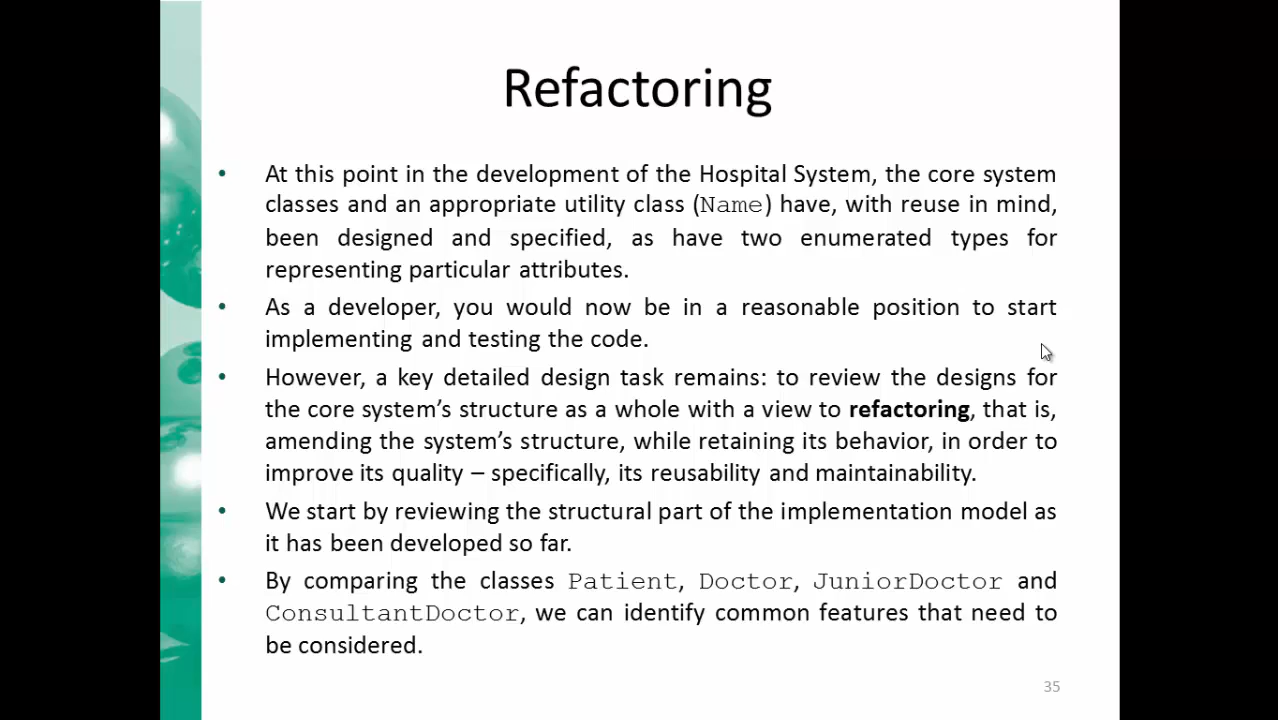 Refactoring
• At this point in the development of the Hospital System, the core system
classes and an appropriate utility class (Name) have, with reuse in mind,
been designed and specified, as have two enumerated types for
representing particular attributes.
• As a developer, you would now be in a reasonable position to start
implementing and testing the code.
• However, a key detailed design task remains: to review the designs for
the core system’s structure as a whole with a view to refactoring, that is,
amending the system’s structure, while retaining its behavior, in order to
improve its quality – specifically, its reusability and maintainability.
• We start by reviewing the structural part of the implementation model as
it has been developed so far.
• By comparing the classes Patient, Doctor, JuniorDoctor and
ConsultantDoctor, we can identify common features that need to
be considered.
35